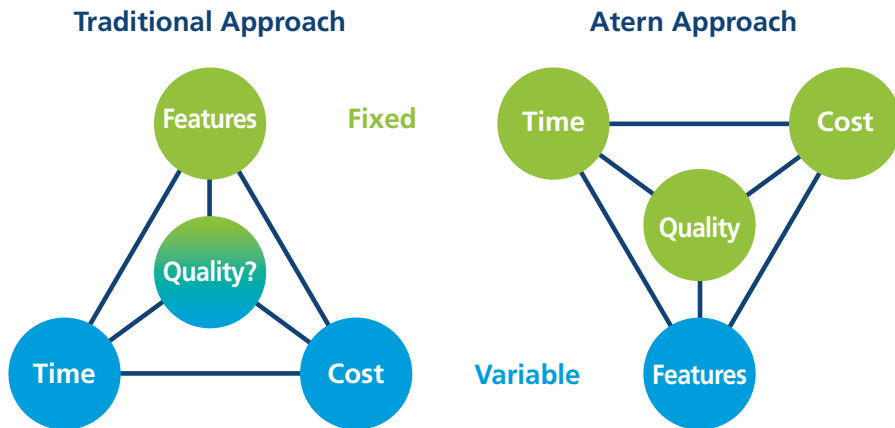 Traditional Approach
Atern Approach
Features
Fixed
Time
Cost
Quality
Quality?
Time
Cost
Variable
Features